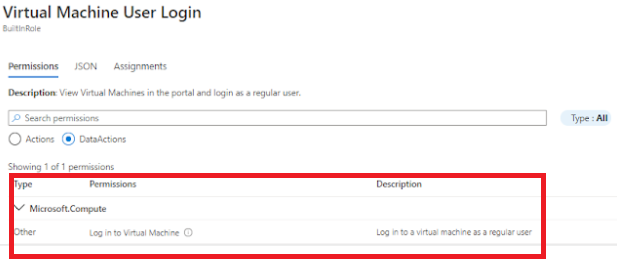 Virtual Machine User Login
BuiltInRole
Permissions JSON Assignments
Description: View Virtual Machines in the portal and login as a regular user.
Search permissions Type : All
Actions DataActions
Showing 1 of 1 permissions
Type Permissions Description
Microsoft.Compute
Other Log in to Virtual Machine Log in to a virtual machine as a regular user